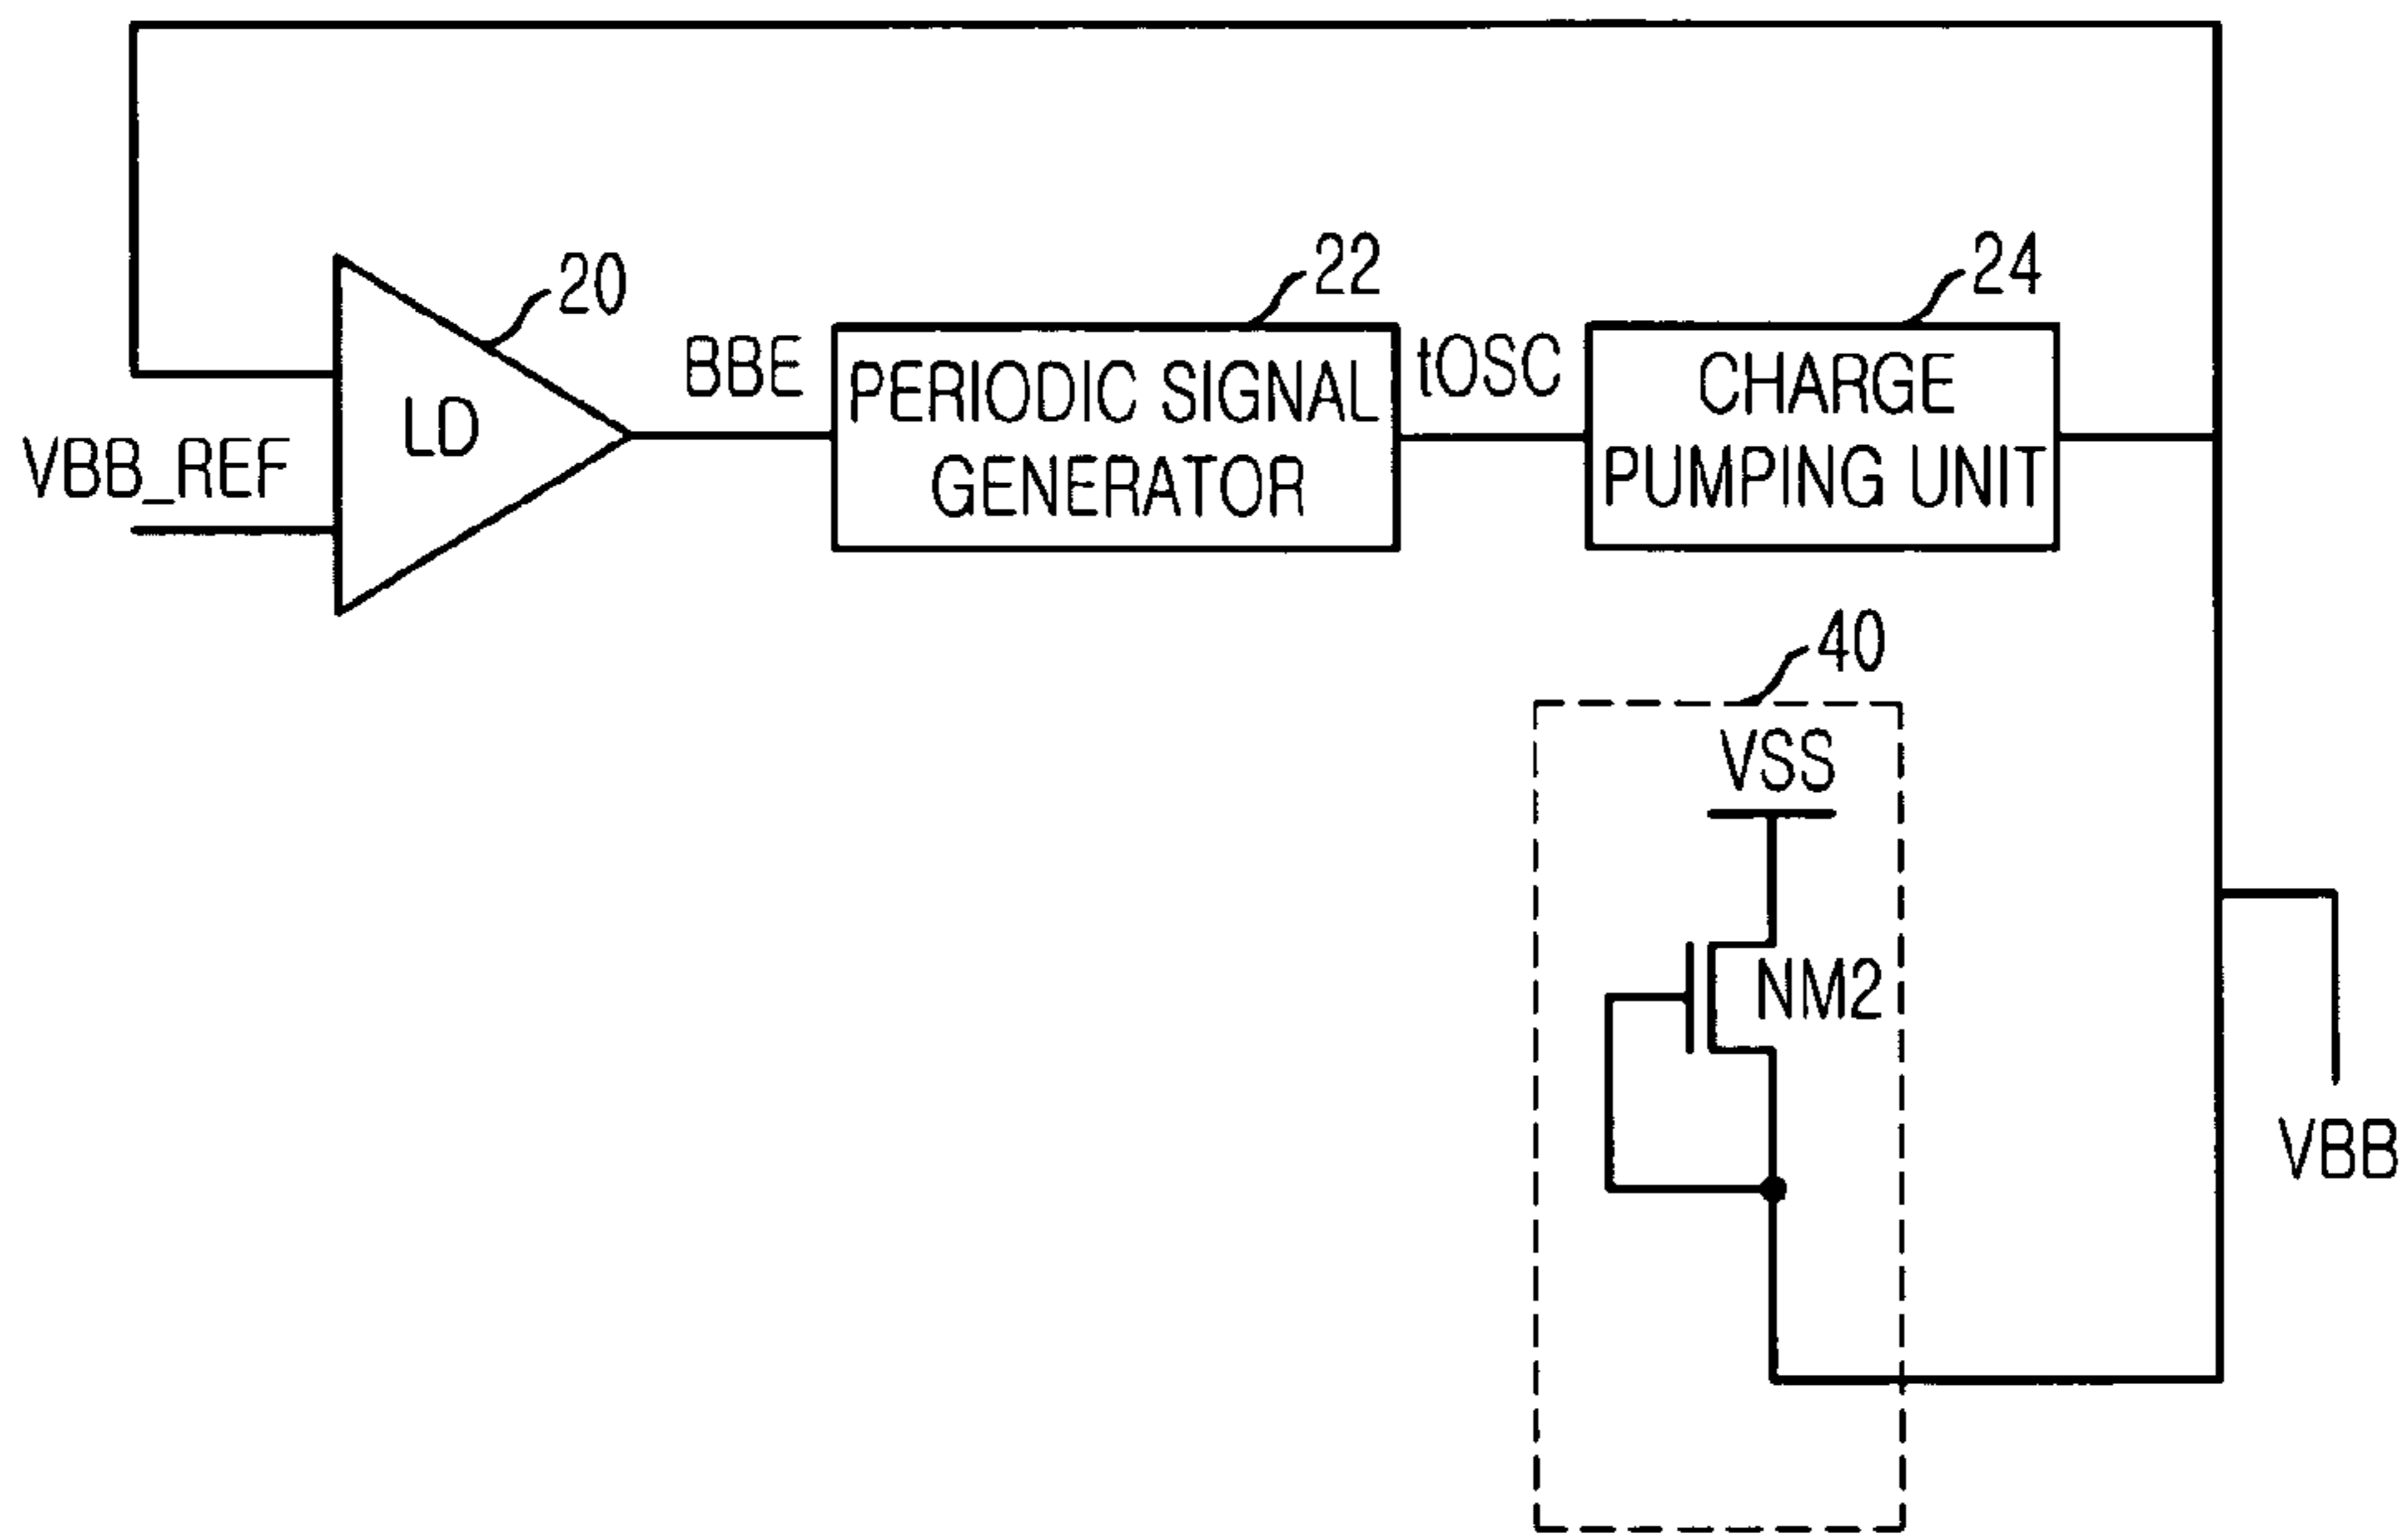 20
22
24
BBE
tOSC
PERIODIC SIGNAL
GENERATOR
CHARGE
PUMPING UNIT
LD
VBB_REF
40
VSS
NM2
VBB